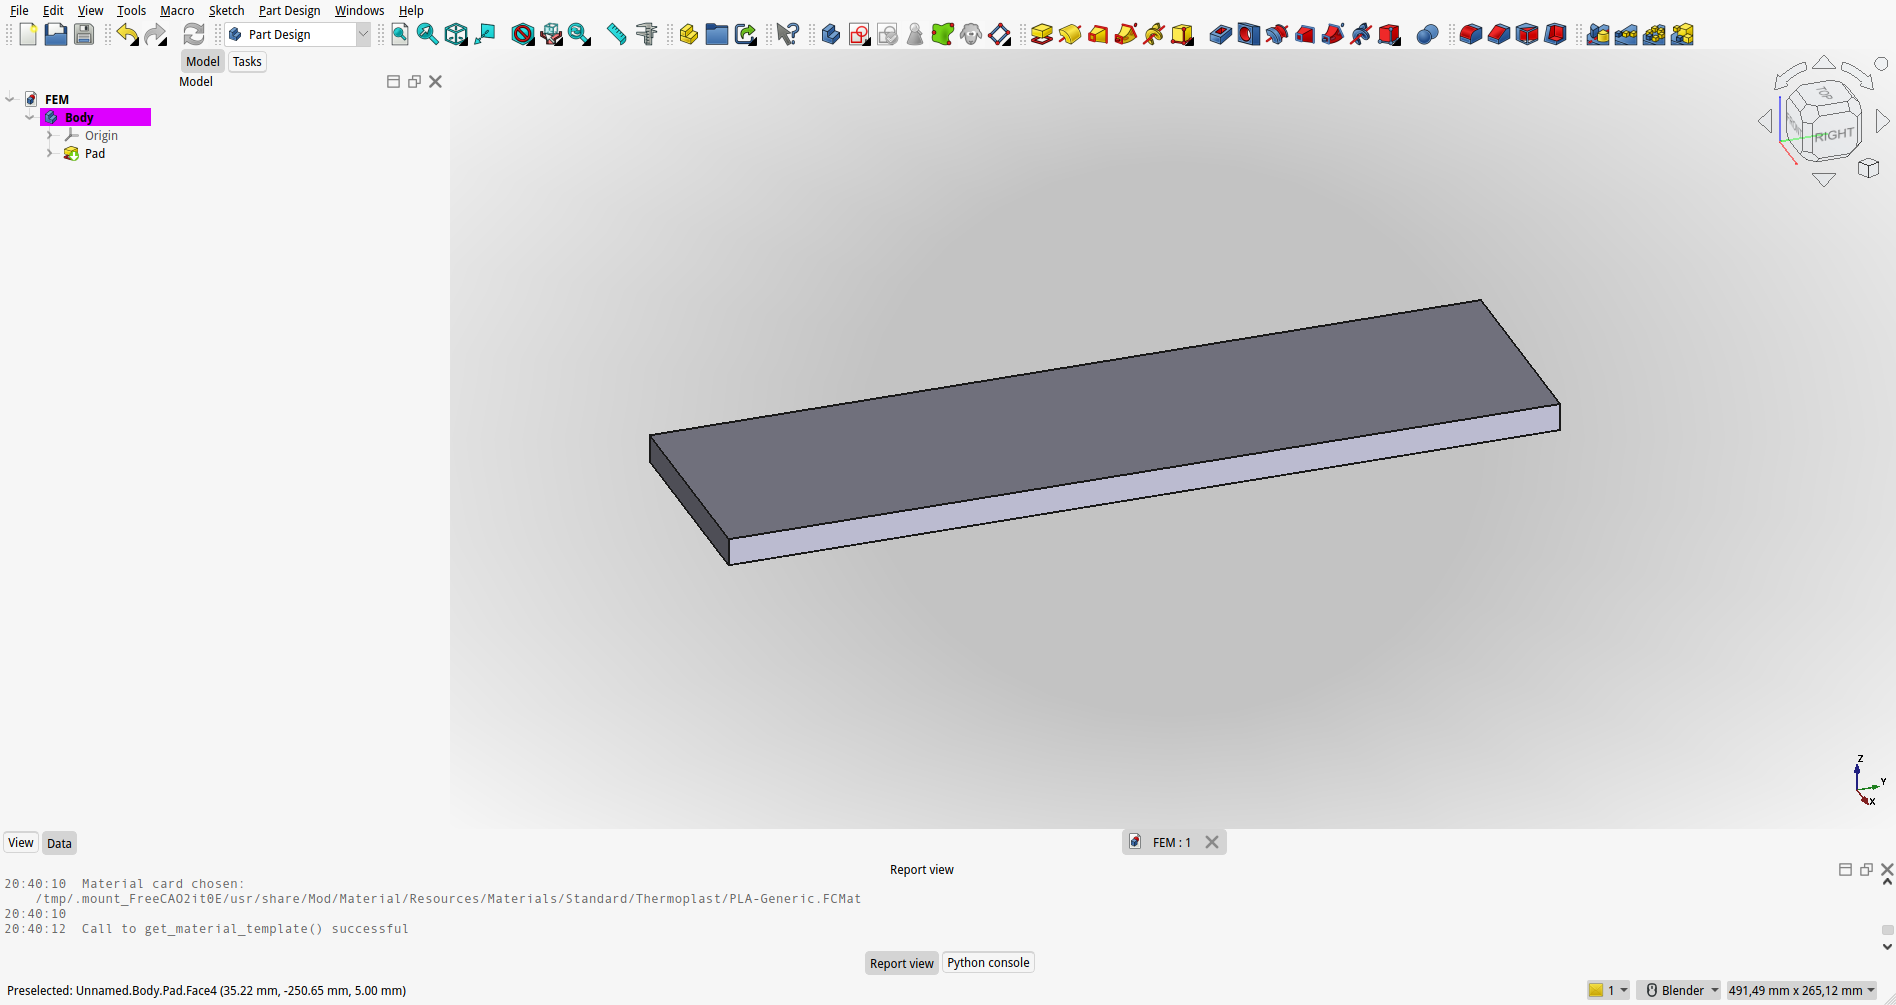 File Edit View Tools Macro Sketch Part Design Windows Help
Part Design
Model Tasks
Model
FEM
Body
Origin
Pad
TOP
RIGHT
Z
Y
X
View Data
FEM : 1
Report view
20:40:10 Material card chosen:
/tmp/.mount_FreeCAO2it0E/usr/share/Mod/Material/Resources/Materials/Standard/Thermoplast/PLA-Generic.FCMat
20:40:10
20:40:12 Call to get_material_template() successful
Report view Python console
Preselected: Unnamed.Body.Pad.Face4 (35.22 mm, -250.65 mm, 5.00 mm)
1 Blender 491,49 mm x 265,12 mm